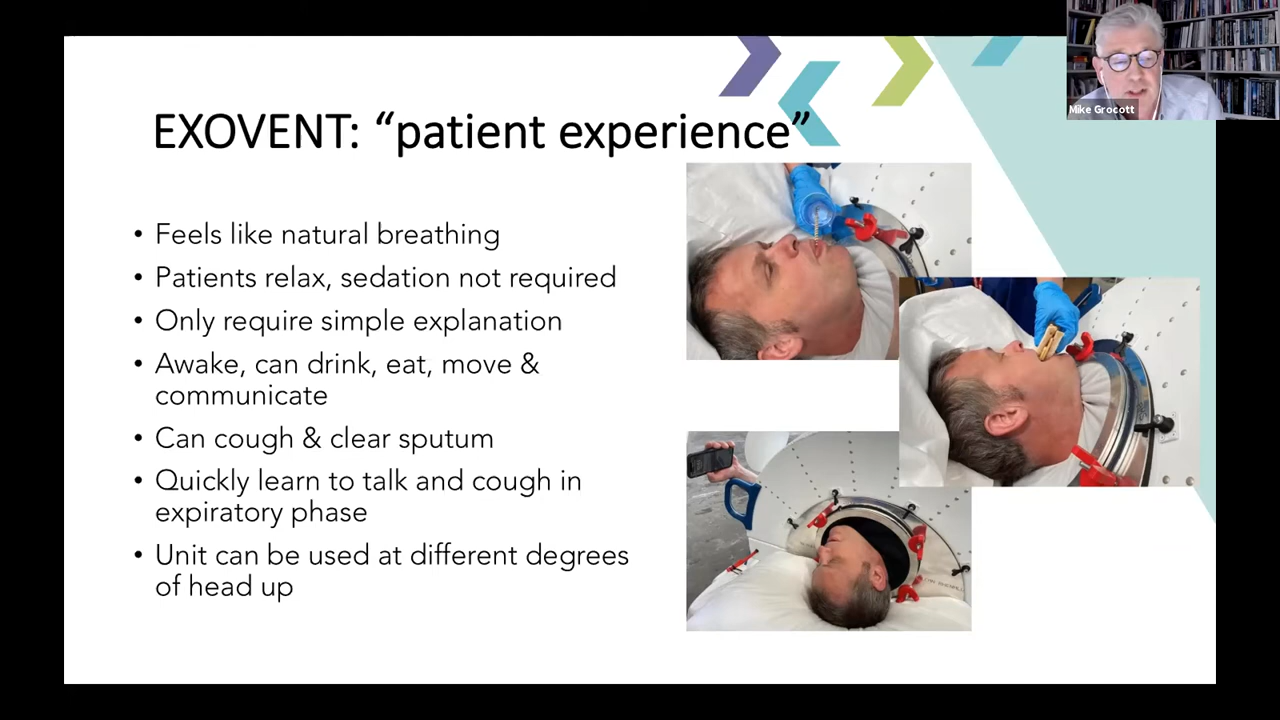 Mike Grocott
EXOVENT: “patient experience”
• Feels like natural breathing
• Patients relax, sedation not required
• Only require simple explanation
• Awake, can drink, eat, move &
communicate
• Can cough & clear sputum
• Quickly learn to talk and cough in
expiratory phase
• Unit can be used at different degrees
of head up